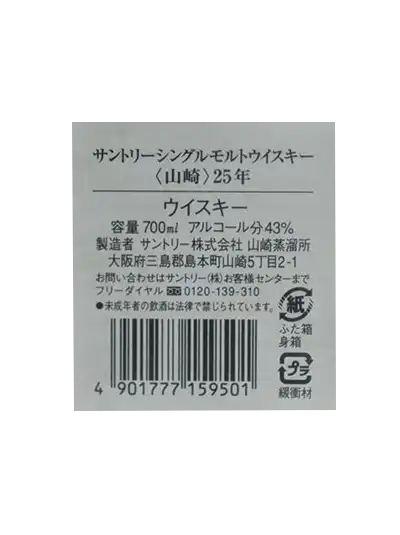 サントリーシングルモルトウイスキー
〈山崎〉25年
ウイスキー
容量 700ml アルコール分43%
製造者 サントリー株式会社 山崎蒸溜所
大阪府三島郡島本町山崎5丁目2-1
お問い合わせはサントリー(株)お客様センターまで
フリーダイヤル 0120-139-310
●未成年者の飲酒は法律で禁じられています。
紙
ふた箱
身箱
プラ
緩衝材
4 901777 159501